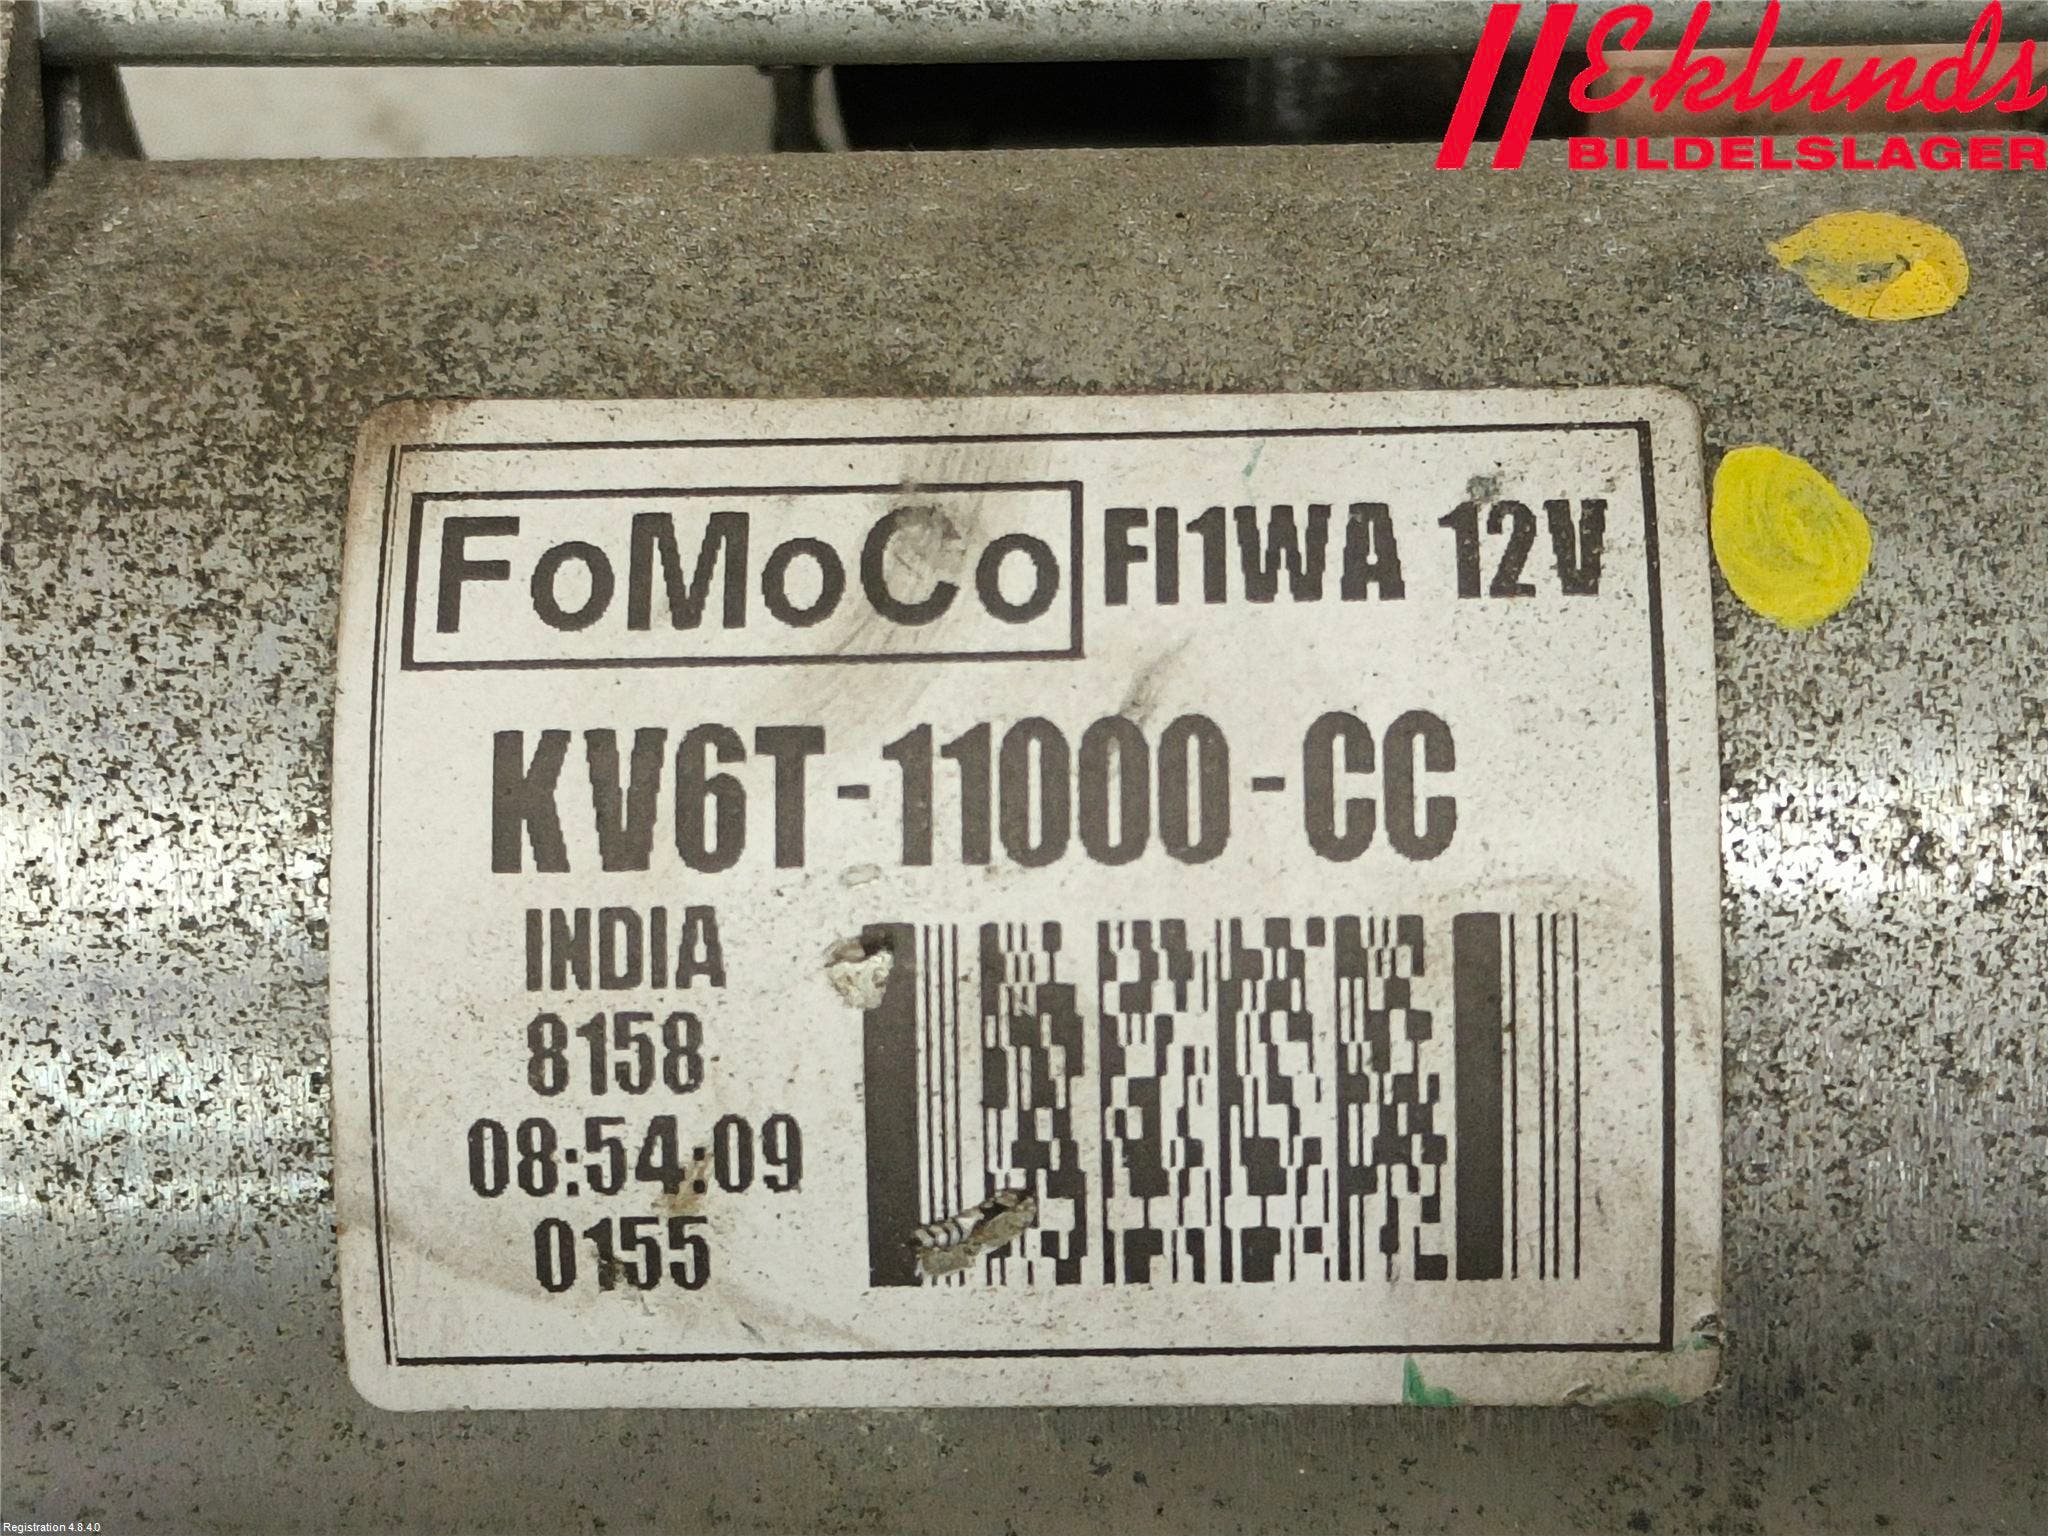 Eklunds
BILDELSLAGER
FoMoCo FI1WA 12V
KV6T-11000-CC
INDIA
8158
08:54:09
0155
Registration 4.8.4.0